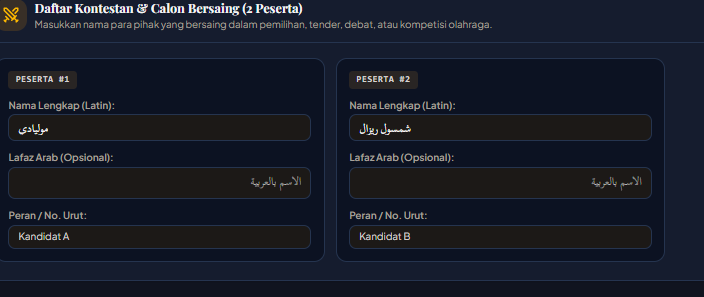 Daftar Kontestan & Calon Bersaing (2 Peserta)
Masukkan nama para pihak yang bersaing dalam pemilihan, tender, debat, atau kompetisi olahraga.
PESERTA #1
Nama Lengkap (Latin):
موليادي
Lafaz Arab (Opsional):
الاسم بالعربية
Peran / No. Urut:
Kandidat A
PESERTA #2
Nama Lengkap (Latin):
شمسول ريزال
Lafaz Arab (Opsional):
الاسم بالعربية
Peran / No. Urut:
Kandidat B